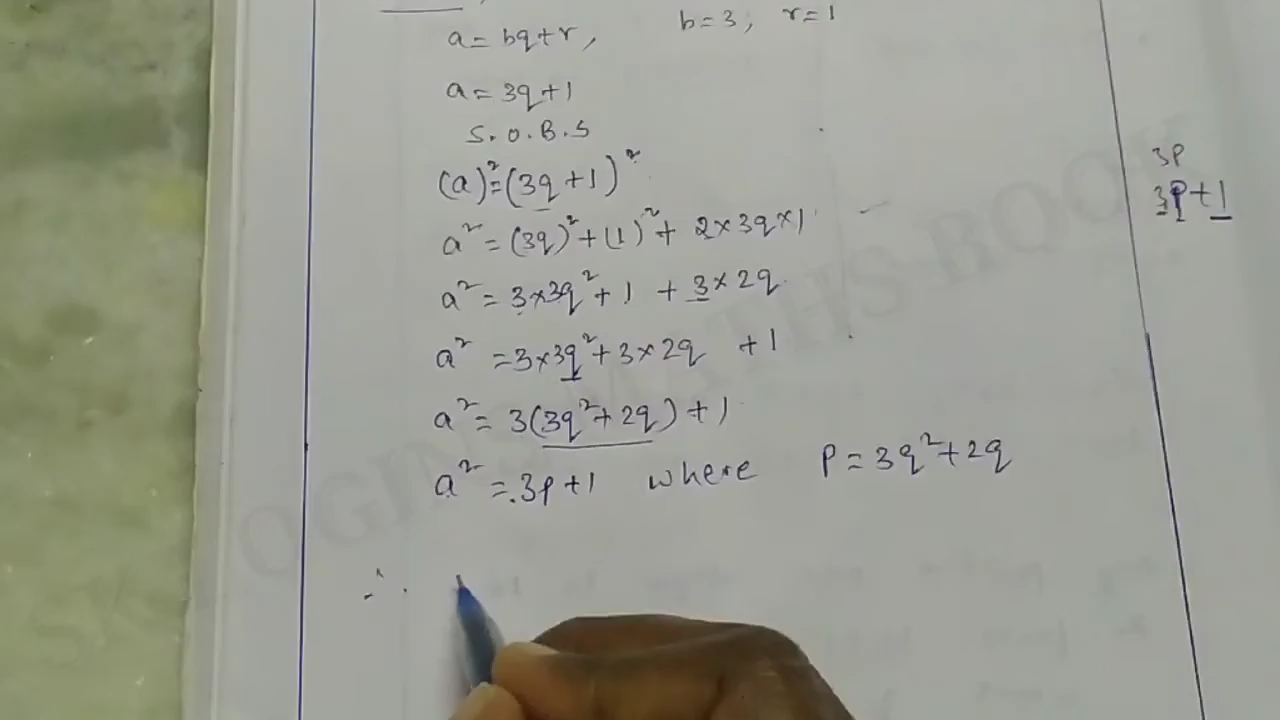 a = bq + r, b = 3, r = 1
a = 3q + 1
S.O.B.S
(a)² = (3q + 1)²
a² = (3q)² + (1)² + 2×3q×1
a² = 3×3q² + 1 + 3×2q
a² = 3×3q² + 3×2q + 1
a² = 3(3q² + 2q) + 1
a² = 3p + 1 where P = 3q² + 2q
∴
3P
3P + 1
MATHS BOOK